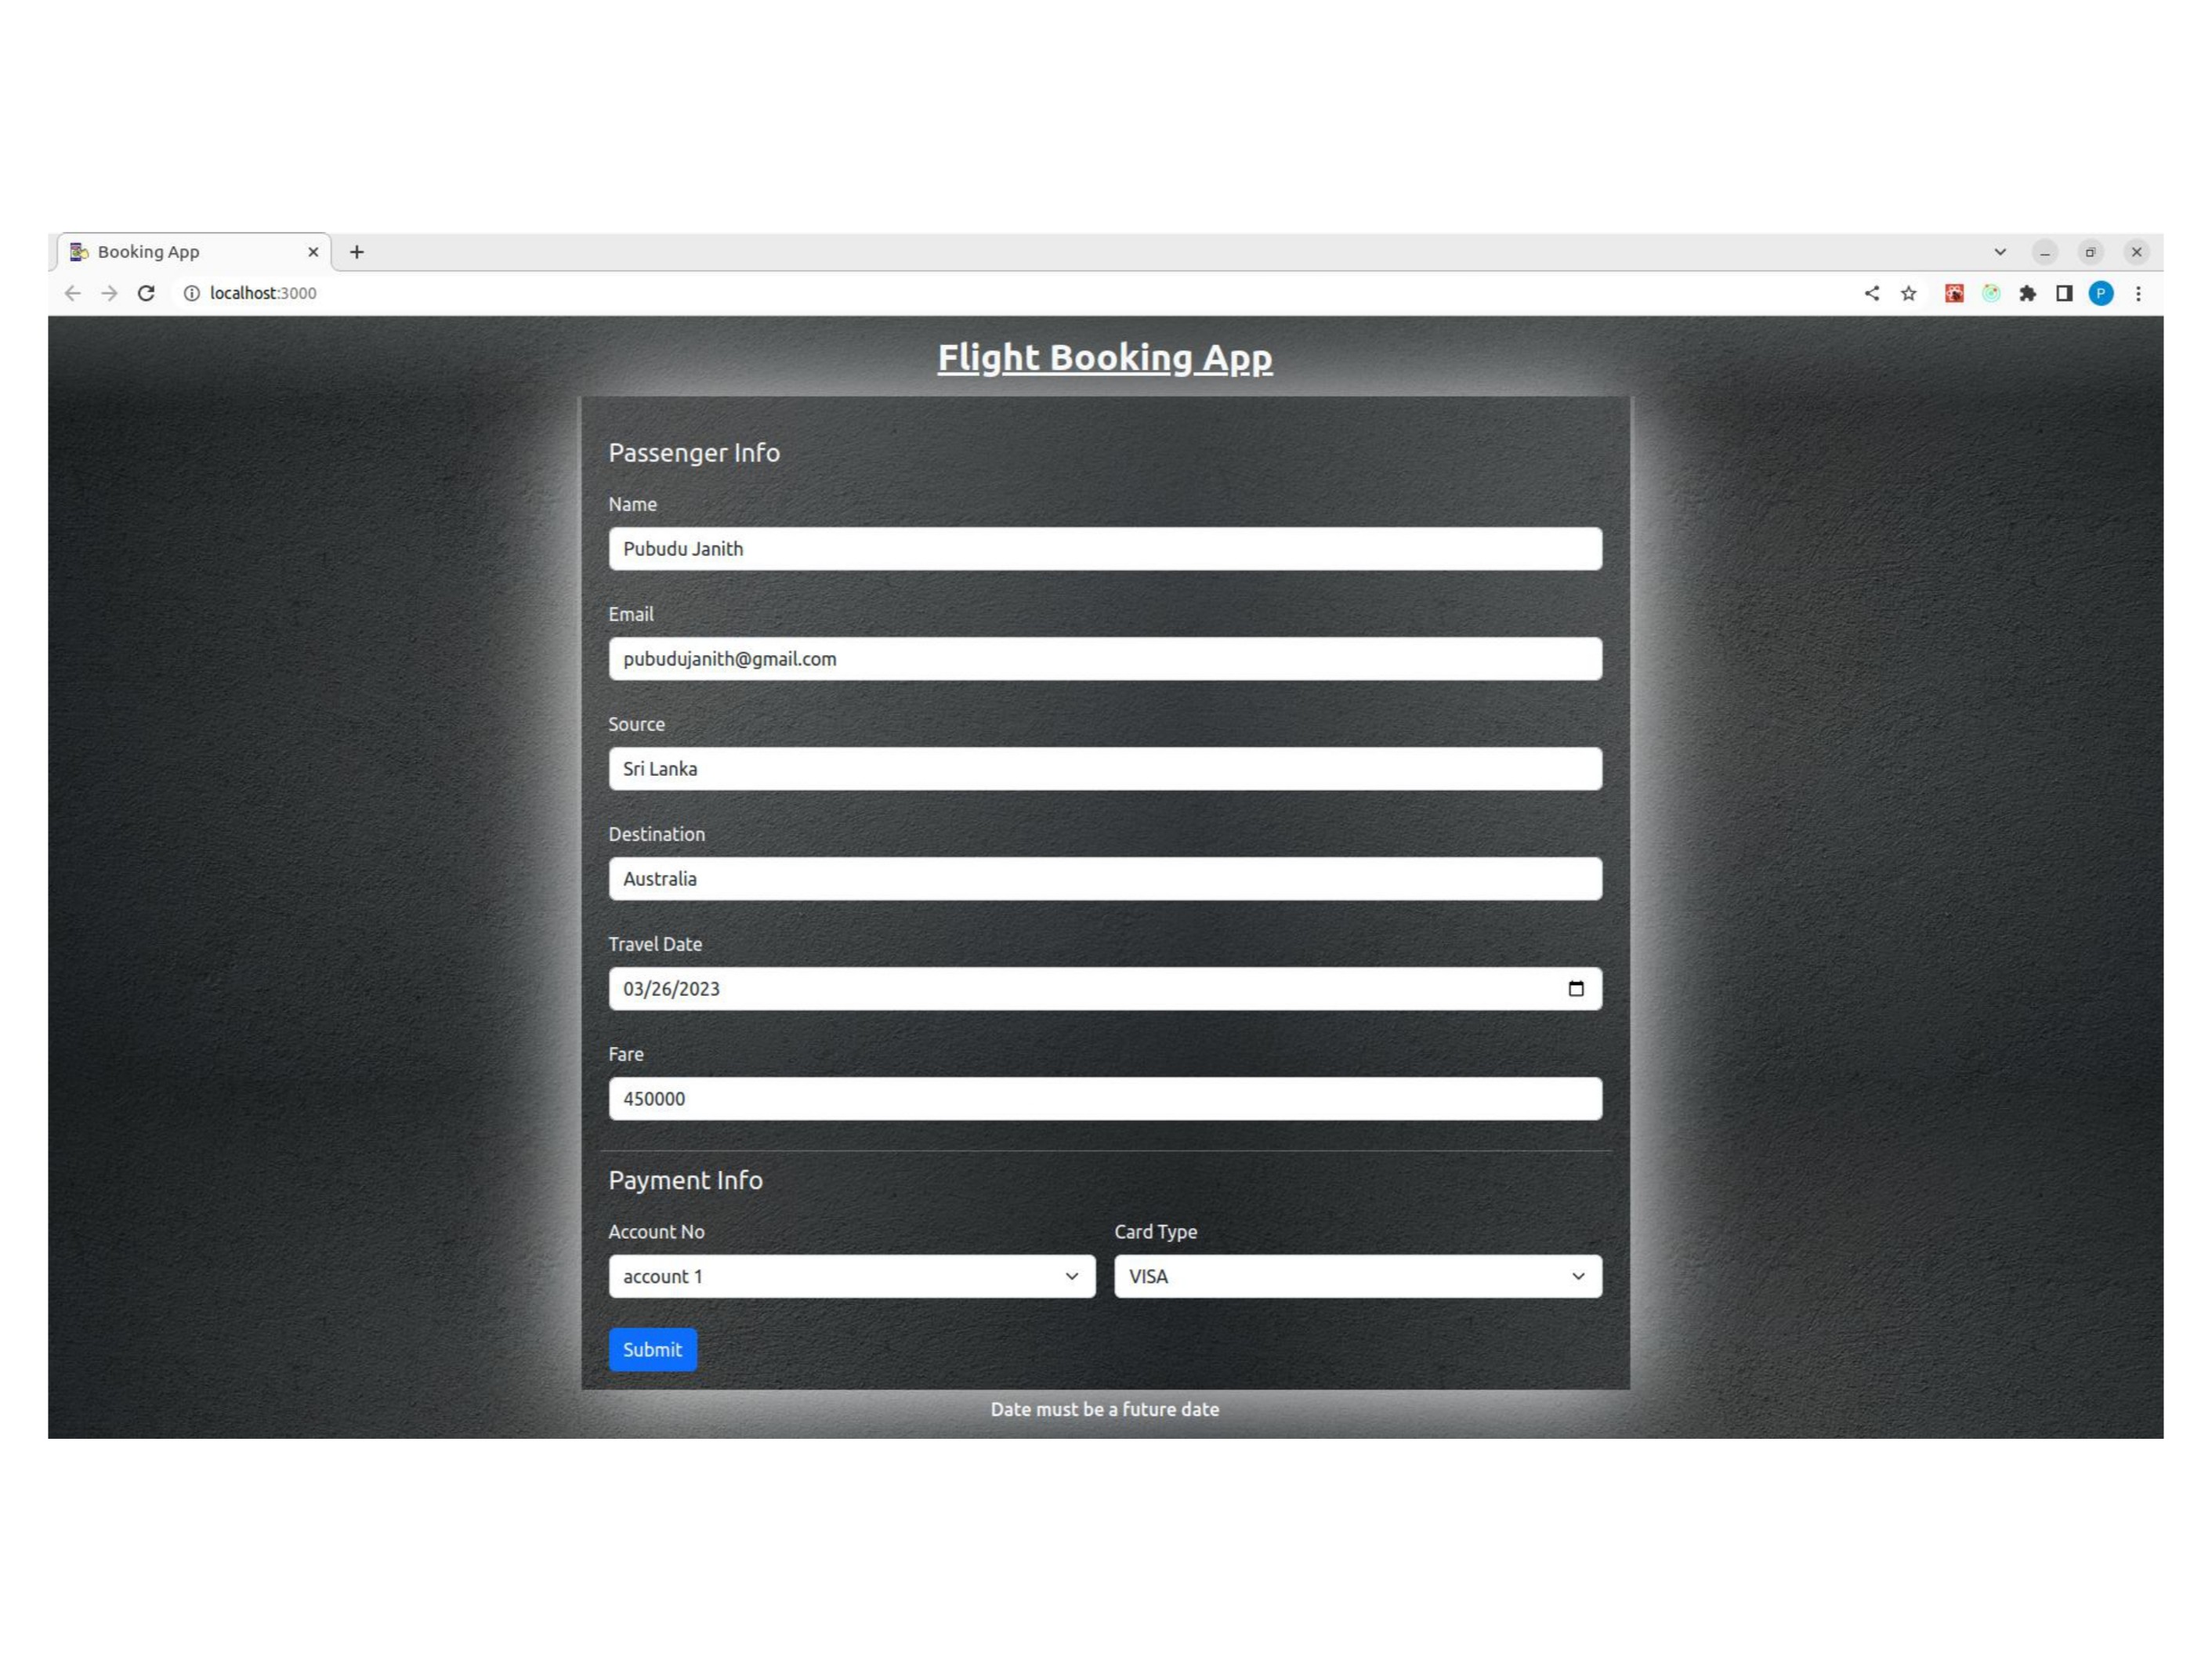 Booking App
localhost:3000
P
Flight Booking App
Passenger Info
Name
Pubudu Janith
Email
pubudujanith@gmail.com
Source
Sri Lanka
Destination
Australia
Travel Date
03/26/2023
Fare
450000
Payment Info
Account No Card Type
account 1 VISA
Submit
Date must be a future date